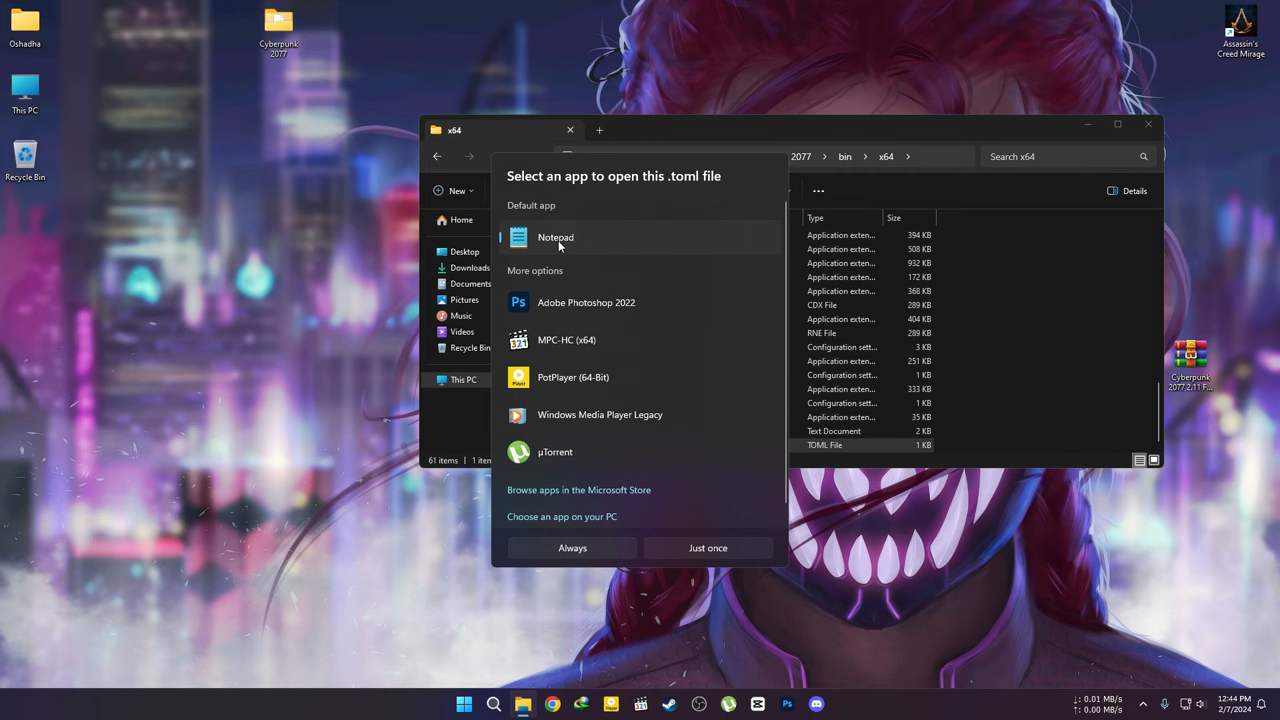 Oshadha
Cyberpunk
2077
Assassin's
Creed Mirage
This PC
Recycle Bin
x64
2077 > bin > x64 >
Search x64
New
...
Details
Select an app to open this .toml file
Default app
Notepad
More options
Ps Adobe Photoshop 2022
321 MPC-HC (x64)
Player PotPlayer (64-Bit)
Windows Media Player Legacy
µTorrent
Browse apps in the Microsoft Store
Choose an app on your PC
Always
Just once
Home
Desktop
Downloads
Documents
Pictures
Music
Videos
Recycle Bin
This PC
Type Size
Application exten... 394 KB
Application exten... 508 KB
Application exten... 932 KB
Application exten... 172 KB
Application exten... 368 KB
CDX File 289 KB
Application exten... 404 KB
RNE File 289 KB
Configuration sett... 3 KB
Application exten... 251 KB
Configuration sett... 1 KB
Application exten... 333 KB
Configuration sett... 1 KB
Application exten... 35 KB
Text Document 2 KB
TOML File 1 KB
61 items | 1 iten
Cyberpunk
2077 2.11 F...
↓: 0.01 MB/s
↑: 0.00 MB/s
12:44 PM
2/7/2024